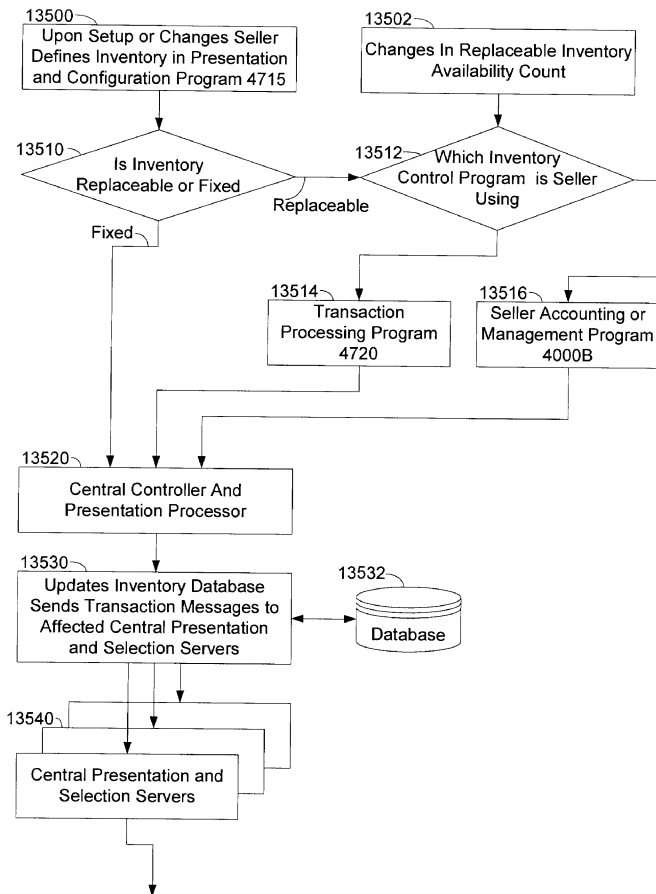 13500
Upon Setup or Changes Seller
Defines Inventory in Presentation
and Configuration Program 4715
13502
Changes In Replaceable Inventory
Availability Count
13510
Is Inventory
Replaceable or Fixed
Replaceable
Fixed
13512
Which Inventory
Control Program is Seller
Using
13514
Transaction
Processing Program
4720
13516
Seller Accounting or
Management Program
4000B
13520
Central Controller And
Presentation Processor
13530
Updates Inventory Database
Sends Transaction Messages to
Affected Central Presentation
and Selection Servers
13532
Database
13540
Central Presentation and
Selection Servers